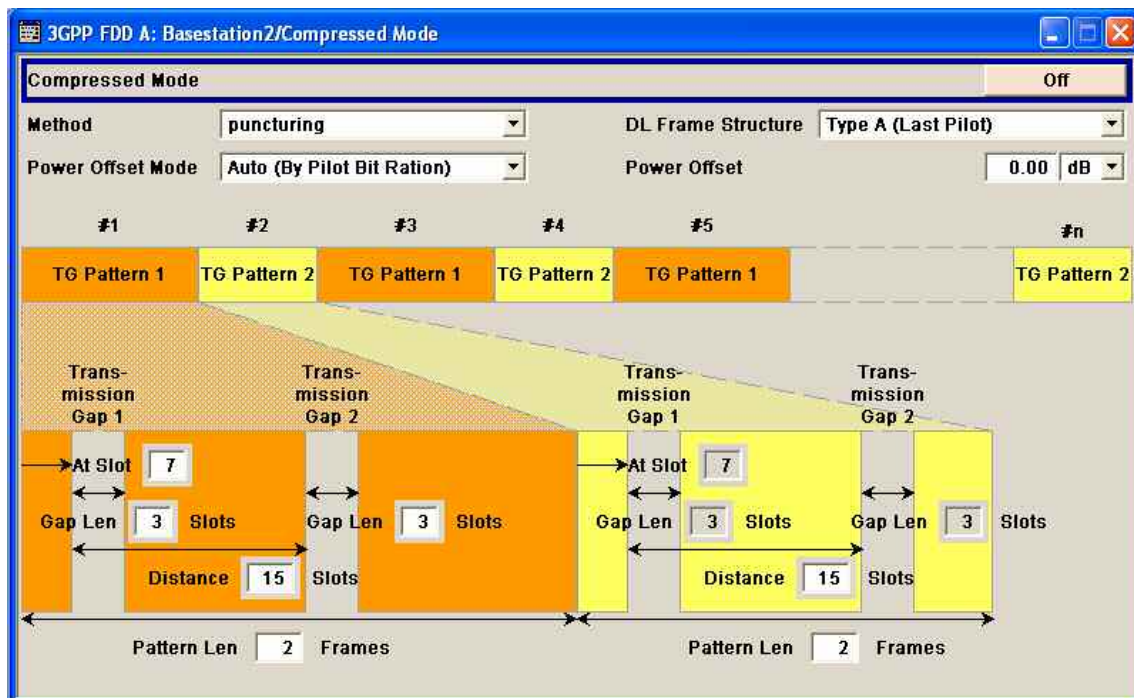 3GPP FDD A: Basestation2/Compressed Mode
Compressed Mode Off
Method puncturing DL Frame Structure Type A (Last Pilot)
Power Offset Mode Auto (By Pilot Bit Ration) Power Offset 0.00 dB
#1 #2 #3 #4 #5 #n
TG Pattern 1 TG Pattern 2 TG Pattern 1 TG Pattern 2 TG Pattern 1 TG Pattern 2
Trans- Trans- Trans- Trans-
mission mission mission mission
Gap 1 Gap 2 Gap 1 Gap 2
At Slot 7 At Slot 7
Gap Len 3 Slots Gap Len 3 Slots Gap Len 3 Slots Gap Len 3 Slots
Distance 15 Slots Distance 15 Slots
Pattern Len 2 Frames Pattern Len 2 Frames